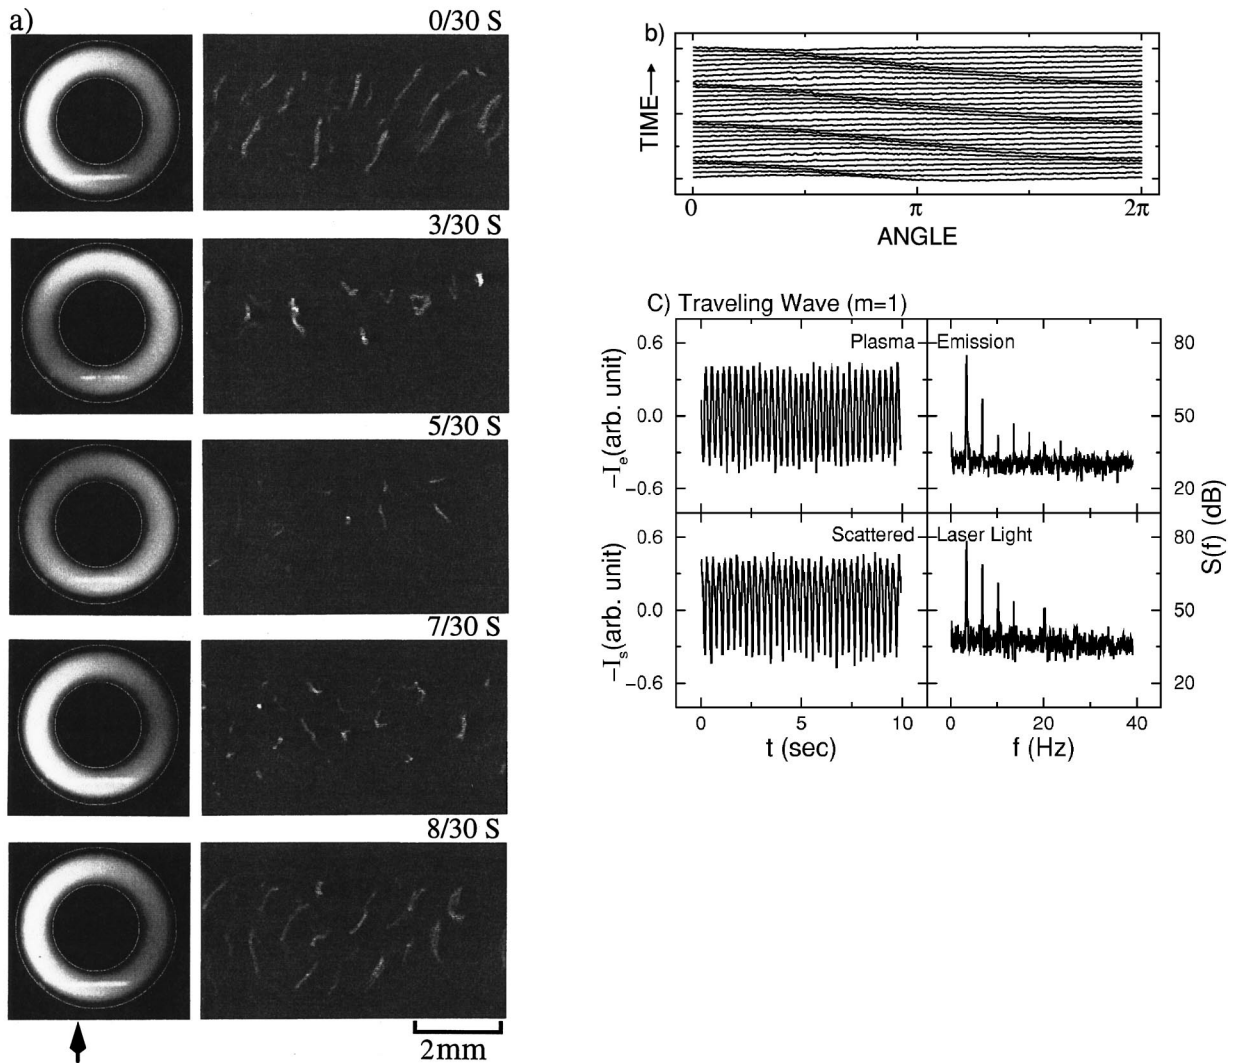 a)
0/30 S
3/30 S
5/30 S
7/30 S
8/30 S
2mm
b)
TIME
0 π 2π
ANGLE
C) Traveling Wave (m=1)
Plasma Emission
0.6 80
0.0 50
−0.6 20
−Ie(arb. unit)
Scattered Laser Light
0.6 80
0.0 50
−0.6 20
−Is(arb. unit)
S(f) (dB)
0 5 10 0 20 40
t (sec) f (Hz)